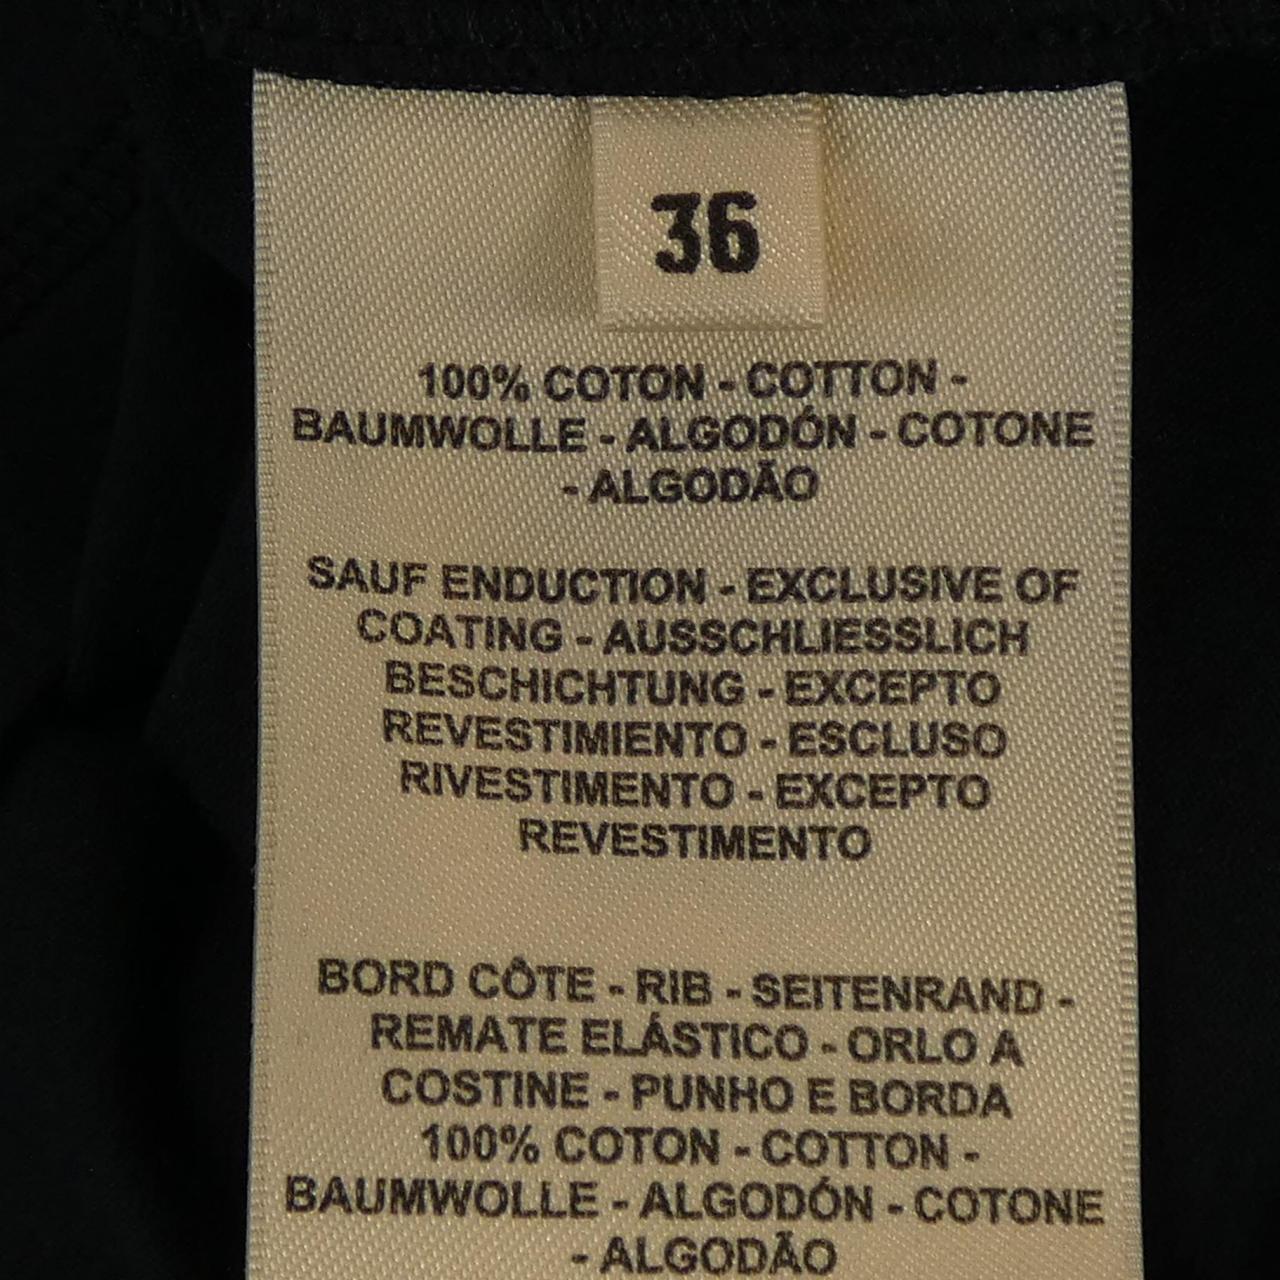 36
100% COTON - COTTON -
BAUMWOLLE - ALGODÓN - COTONE
- ALGODÃO
SAUF ENDUCTION - EXCLUSIVE OF
COATING - AUSSCHLIESSLICH
BESCHICHTUNG - EXCEPTO
REVESTIMIENTO - ESCLUSO
RIVESTIMENTO - EXCEPTO
REVESTIMENTO
BORD CÔTE - RIB - SEITENRAND -
REMATE ELÁSTICO - ORLO A
COSTINE - PUNHO E BORDA
100% COTON - COTTON -
BAUMWOLLE - ALGODÓN - COTONE
- ALGODÃO